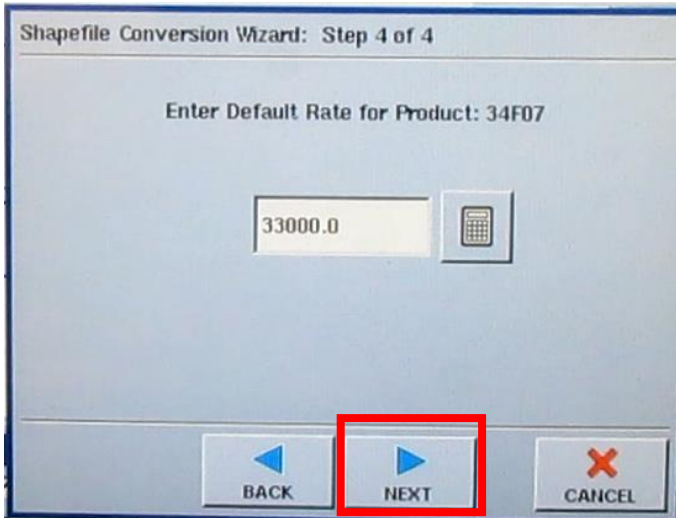 Shapefile Conversion Wizard: Step 4 of 4
Enter Default Rate for Product: 34F07
33000.0
BACK
NEXT
CANCEL